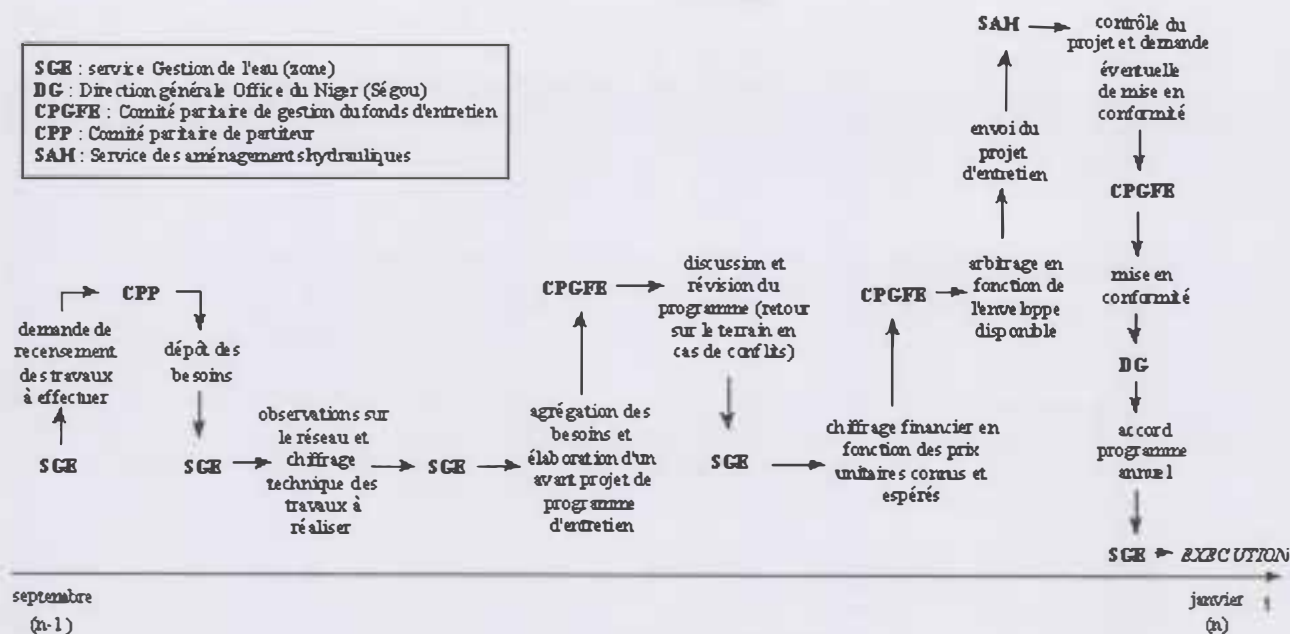 SGE : service Gestion de l'eau (zone)
DG : Direction générale Office du Niger (Ségou)
CPGFE : Comité paritaire de gestion du fonds d'entretien
CPP : Comité paritaire de partiteur
SAH : Service des aménagements hydrauliques
SGE
demande de
recensement
des travaux
à effectuer
CPP
dépôt des
besoins
SGE
observations sur
le réseau et
chiffrage
technique des
travaux à
réaliser
SGE
agrégation des
besoins et
élaboration d'un
avant projet de
programme
d'entretien
CPGFE
discussion et
révision du
programme (retour
sur le terrain en
cas de conflits)
SGE
chiffrage financier en
fonction des prix
unitaires connus et
espérés
CPGFE
arbitrage en
fonction de
l'enveloppe
disponible
envoi du
projet
d'entretien
SAH
contrôle du
projet et demande
éventuelle
de mise en
conformité
CPGFE
mise en
conformité
DG
accord
programme
annuel
SGE
EXECUTION
septembre
(n-1)
janvier
(n)